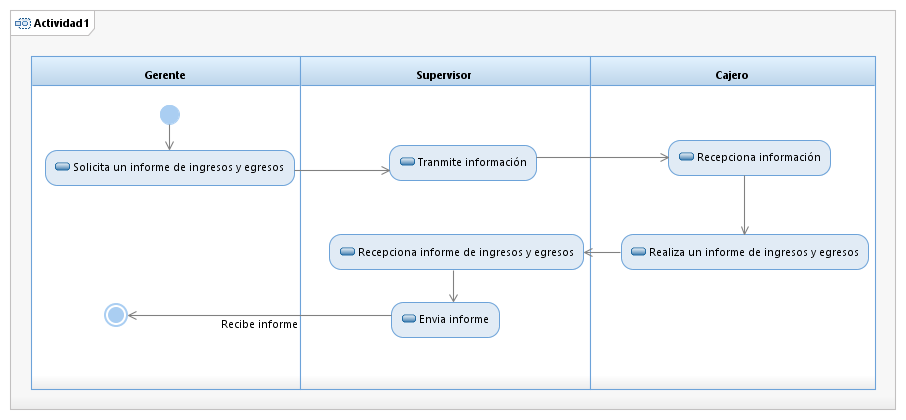 Actividad1
Gerente
Supervisor
Cajero
Solicita un informe de ingresos y egresos
Tranmite información
Recepciona información
Recepciona informe de ingresos y egresos
Realiza un informe de ingresos y egresos
Envia informe
Recibe informe